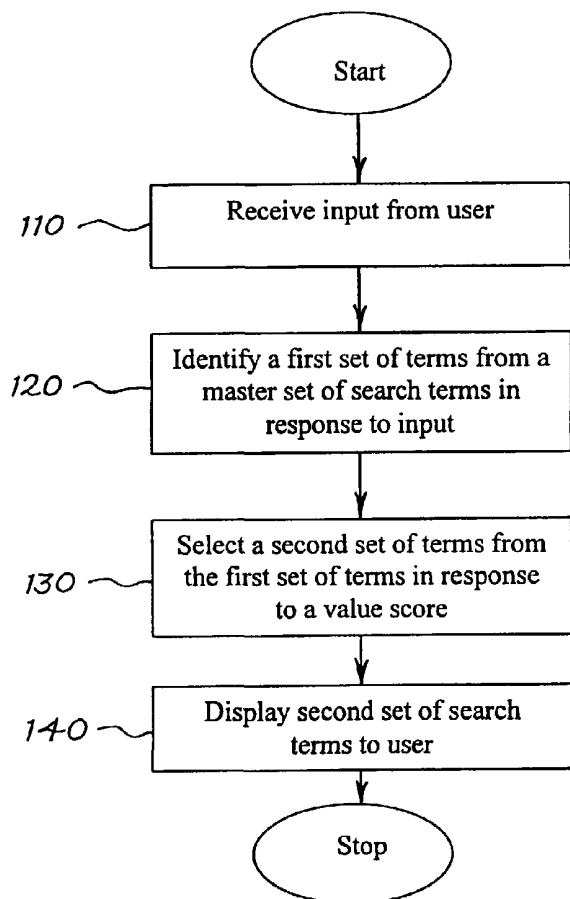 Start
110
Receive input from user
120
Identify a first set of terms from a
master set of search terms in
response to input
130
Select a second set of terms from
the first set of terms in response
to a value score
140
Display second set of search
terms to user
Stop